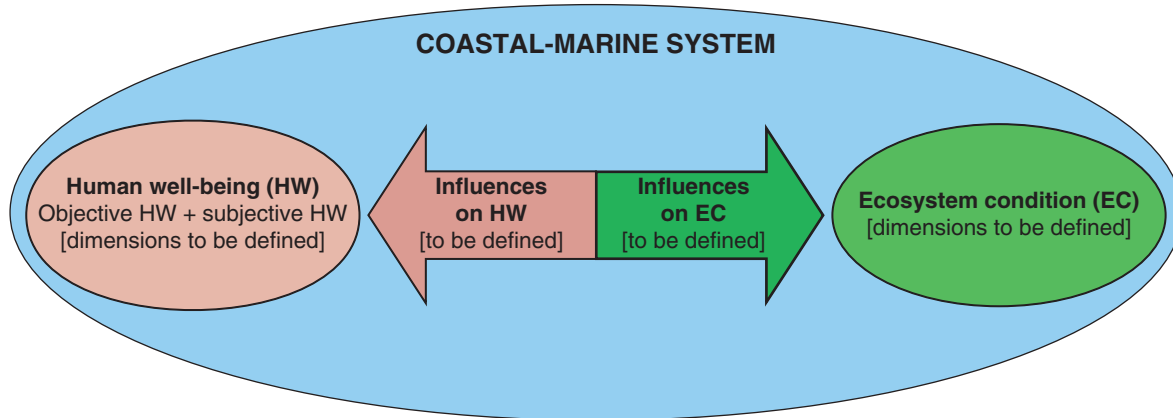 COASTAL-MARINE SYSTEM
Human well-being (HW)
Objective HW + subjective HW
[dimensions to be defined]
Influences
on HW
[to be defined]
Influences
on EC
[to be defined]
Ecosystem condition (EC)
[dimensions to be defined]